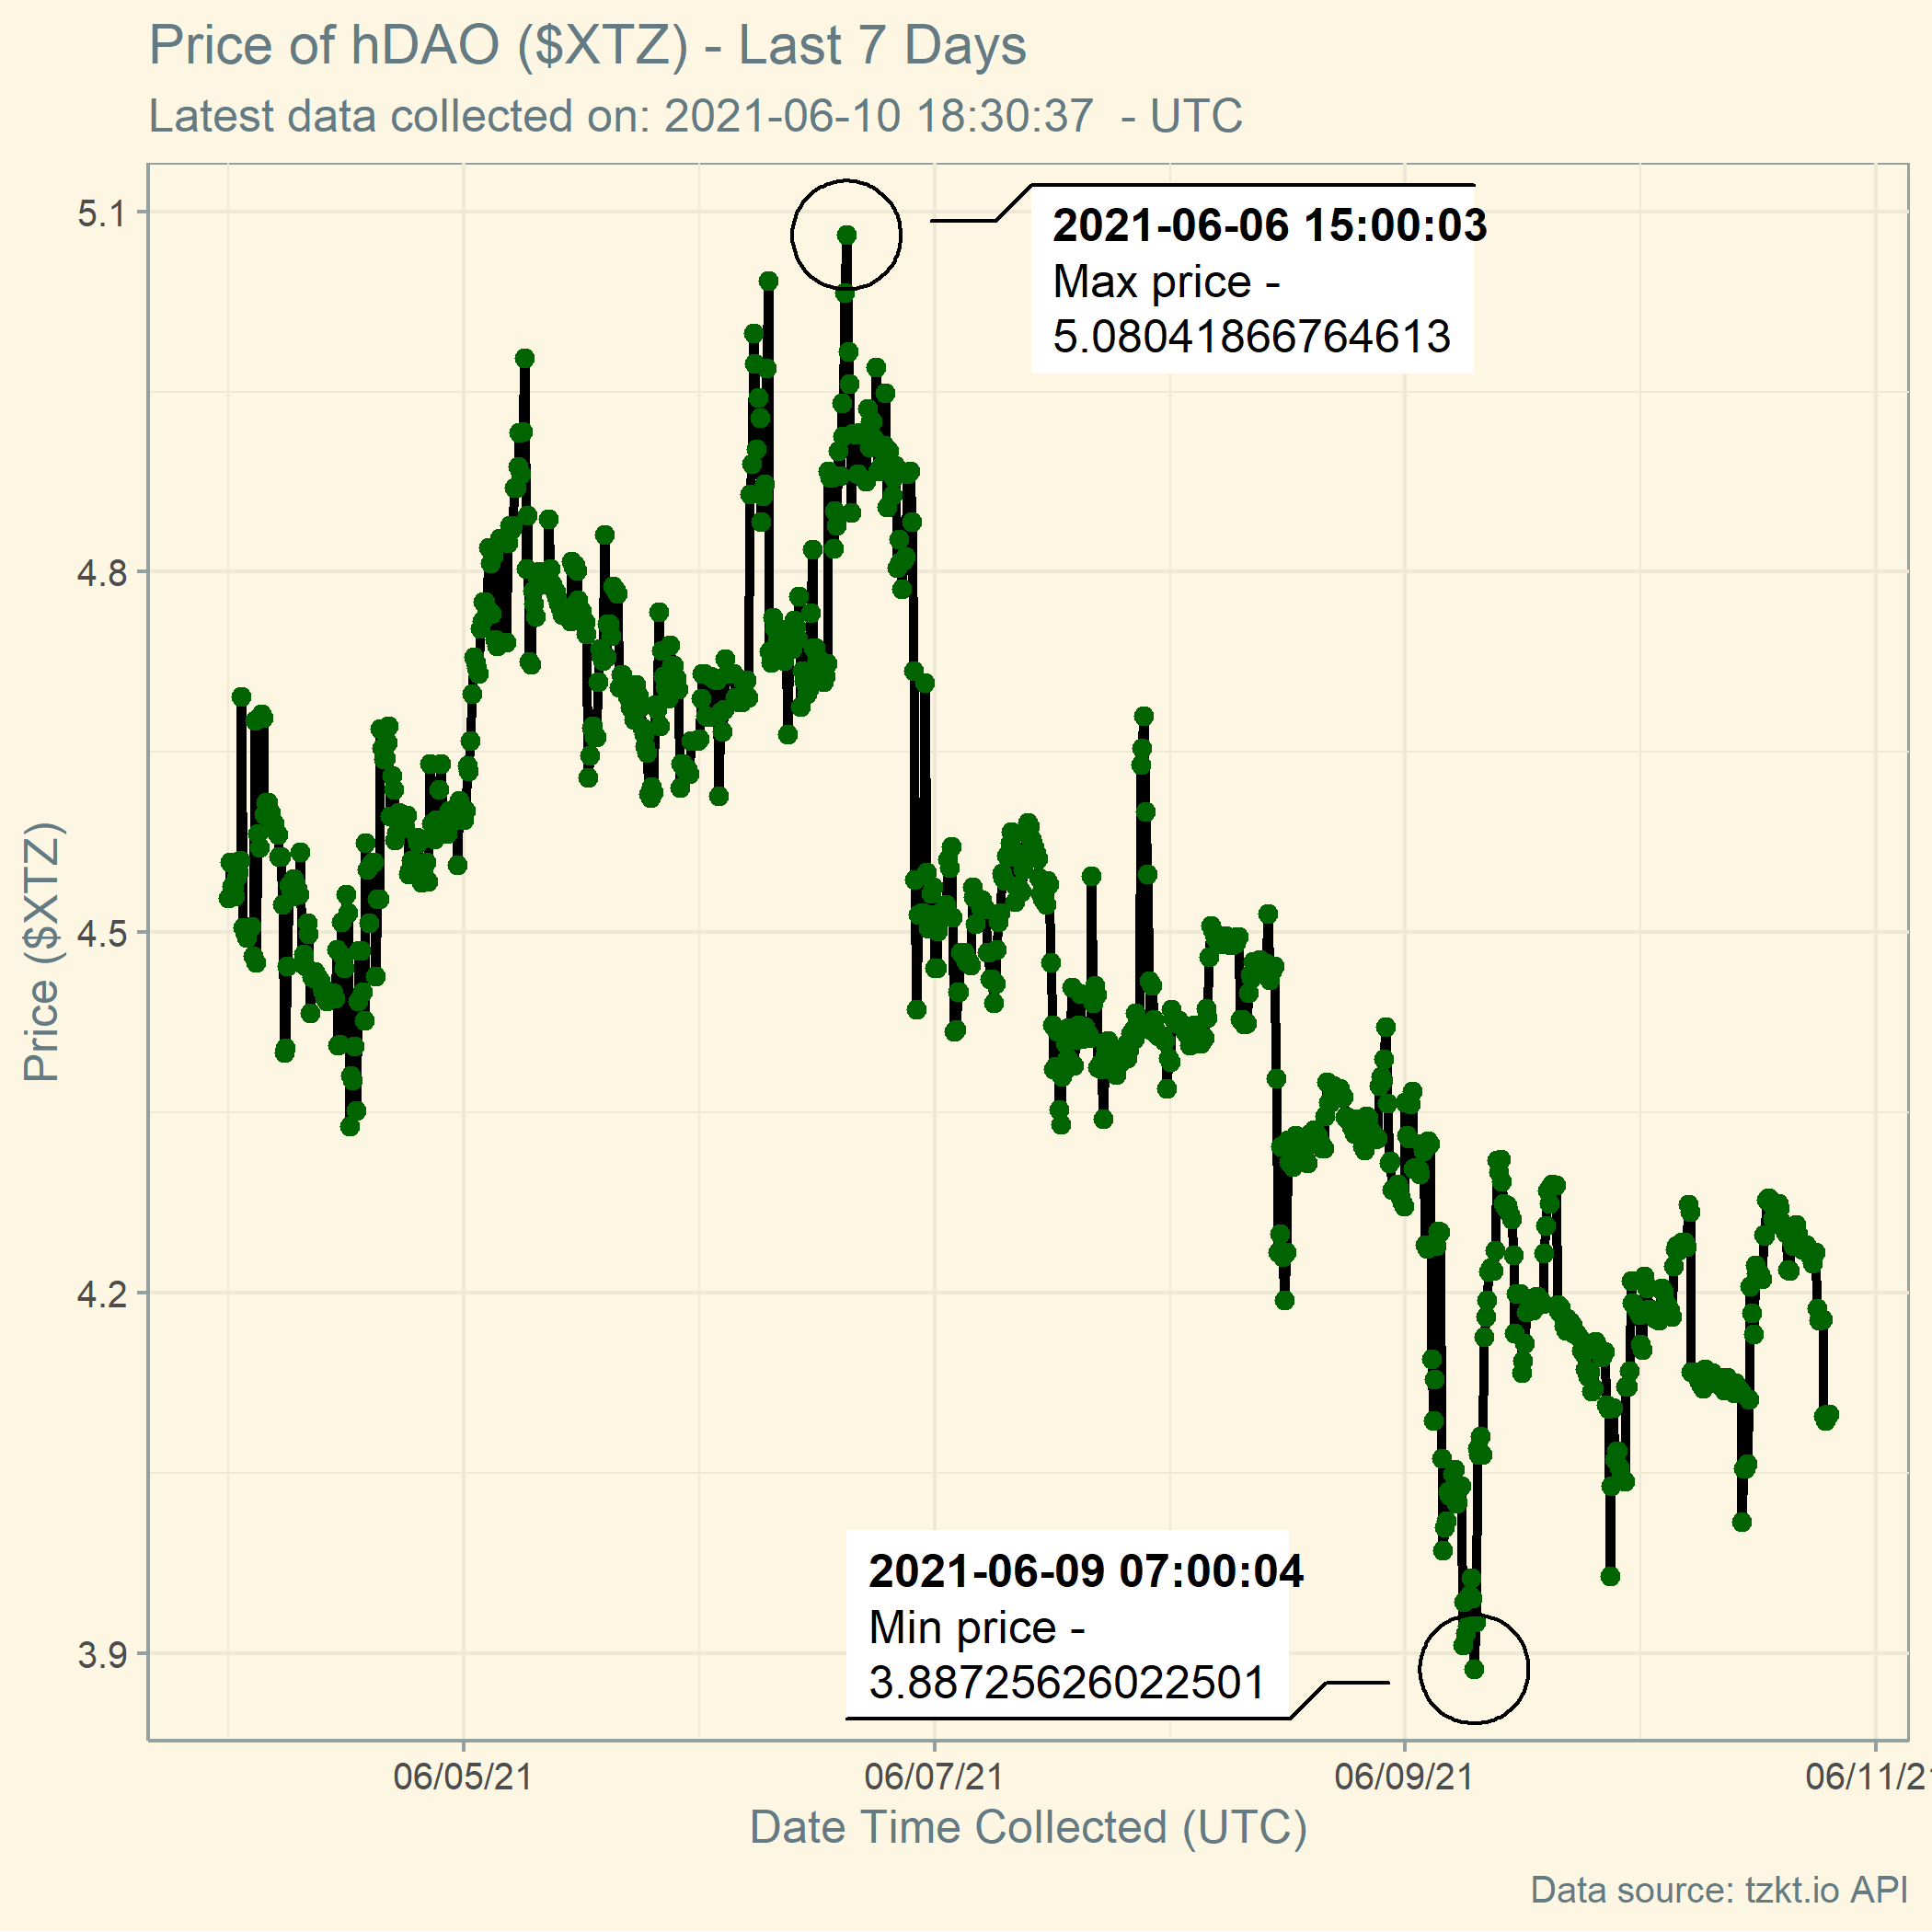 Price of hDAO ($XTZ) - Last 7 Days
Latest data collected on: 2021-06-10 18:30:37  - UTC
5.1
4.8
4.5
4.2
3.9
Price ($XTZ)
2021-06-06 15:00:03
Max price -
5.08041866764613
2021-06-09 07:00:04
Min price -
3.88725626022501
06/05/21
06/07/21
06/09/21
06/11/21
Date Time Collected (UTC)
Data source: tzkt.io API